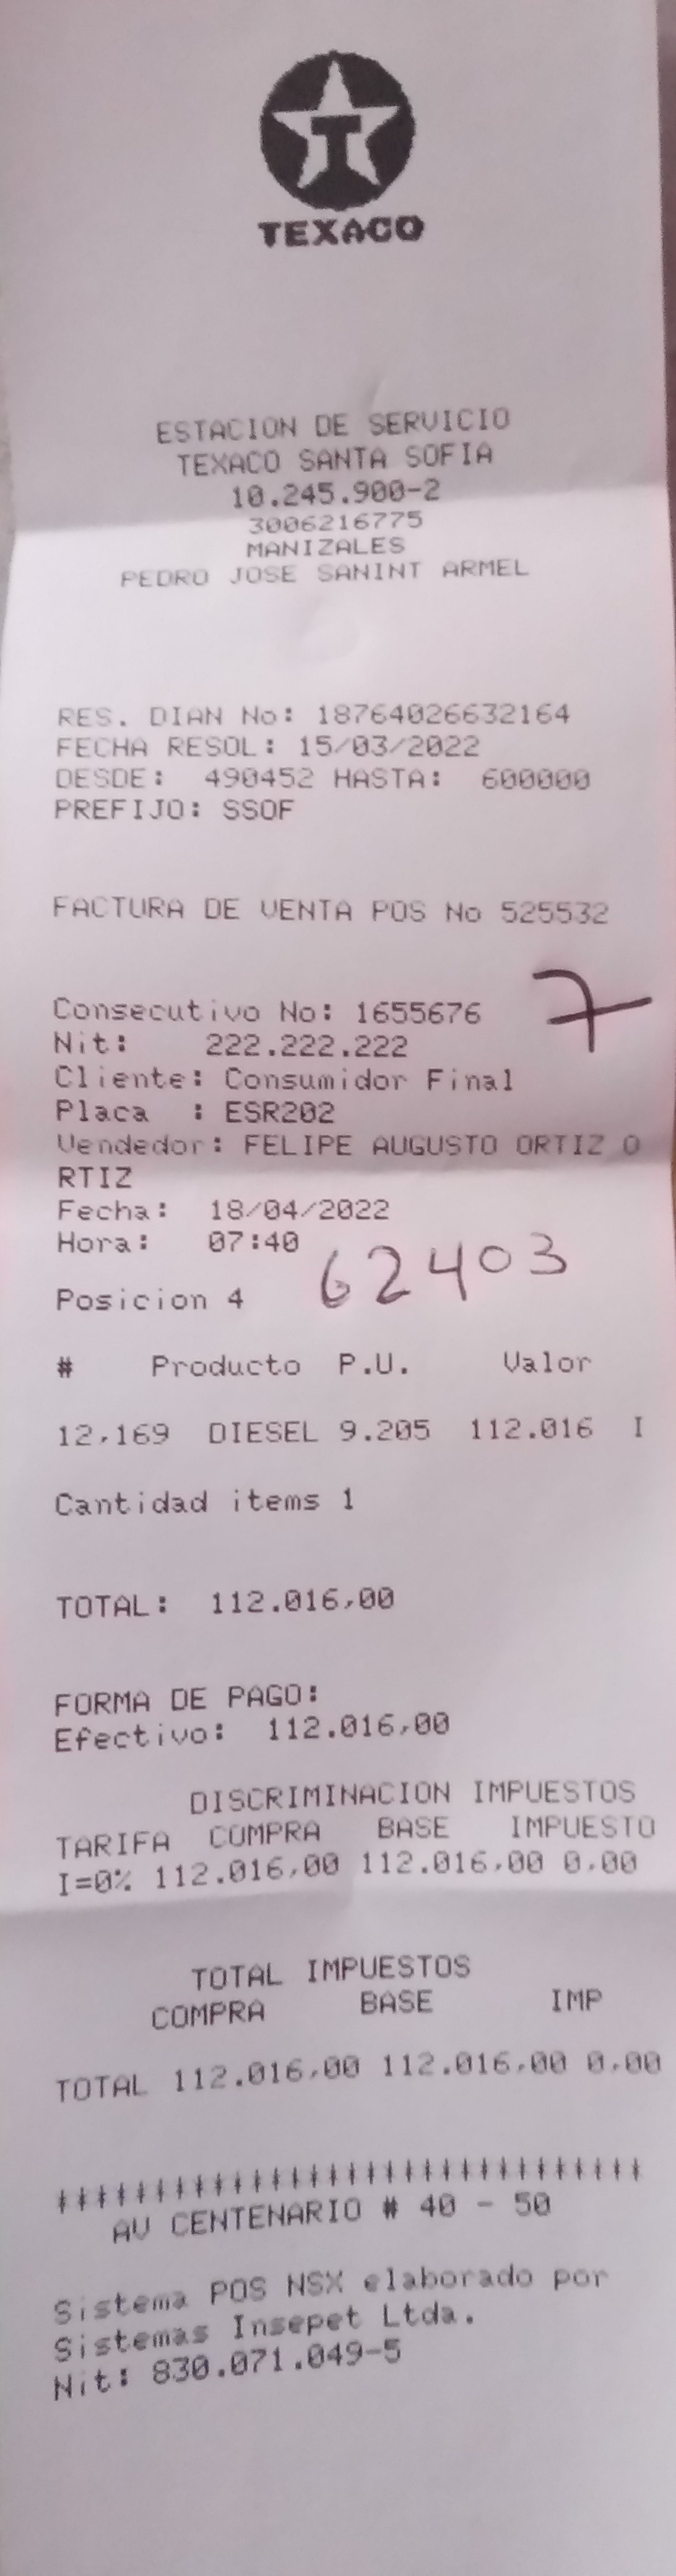 TEXACO
ESTACION DE SERVICIO
TEXACO SANTA SOFIA
10.245.900-2
3006216775
MANIZALES
PEDRO JOSE SANINT ARMEL
RES. DIAN No: 18764026632164
FECHA RESOL: 15/03/2022
DESDE: 490452 HASTA: 600000
PREFIJO: SSOF
FACTURA DE VENTA POS No 525532
7
Consecutivo No: 1655676
Nit: 222.222.222
Cliente: Consumidor Final
Placa : ESR202
Vendedor: FELIPE AUGUSTO ORTIZ O
RTIZ
Fecha: 18/04/2022
Hora: 07:40
62403
Posicion 4
# Producto P.U. Valor
12,169 DIESEL 9.205 112.016 I
Cantidad items 1
TOTAL: 112.016,00
FORMA DE PAGO:
Efectivo: 112.016,00
DISCRIMINACION IMPUESTOS
TARIFA COMPRA BASE IMPUESTO
I=0% 112.016,00 112.016,00 0,00
TOTAL IMPUESTOS
COMPRA BASE IMP
TOTAL 112.016,00 112.016,00 0,00
AV CENTENARIO # 40 - 50
Sistema POS NSX elaborado por
Sistemas Insepet Ltda.
Nit: 830.071.049-5